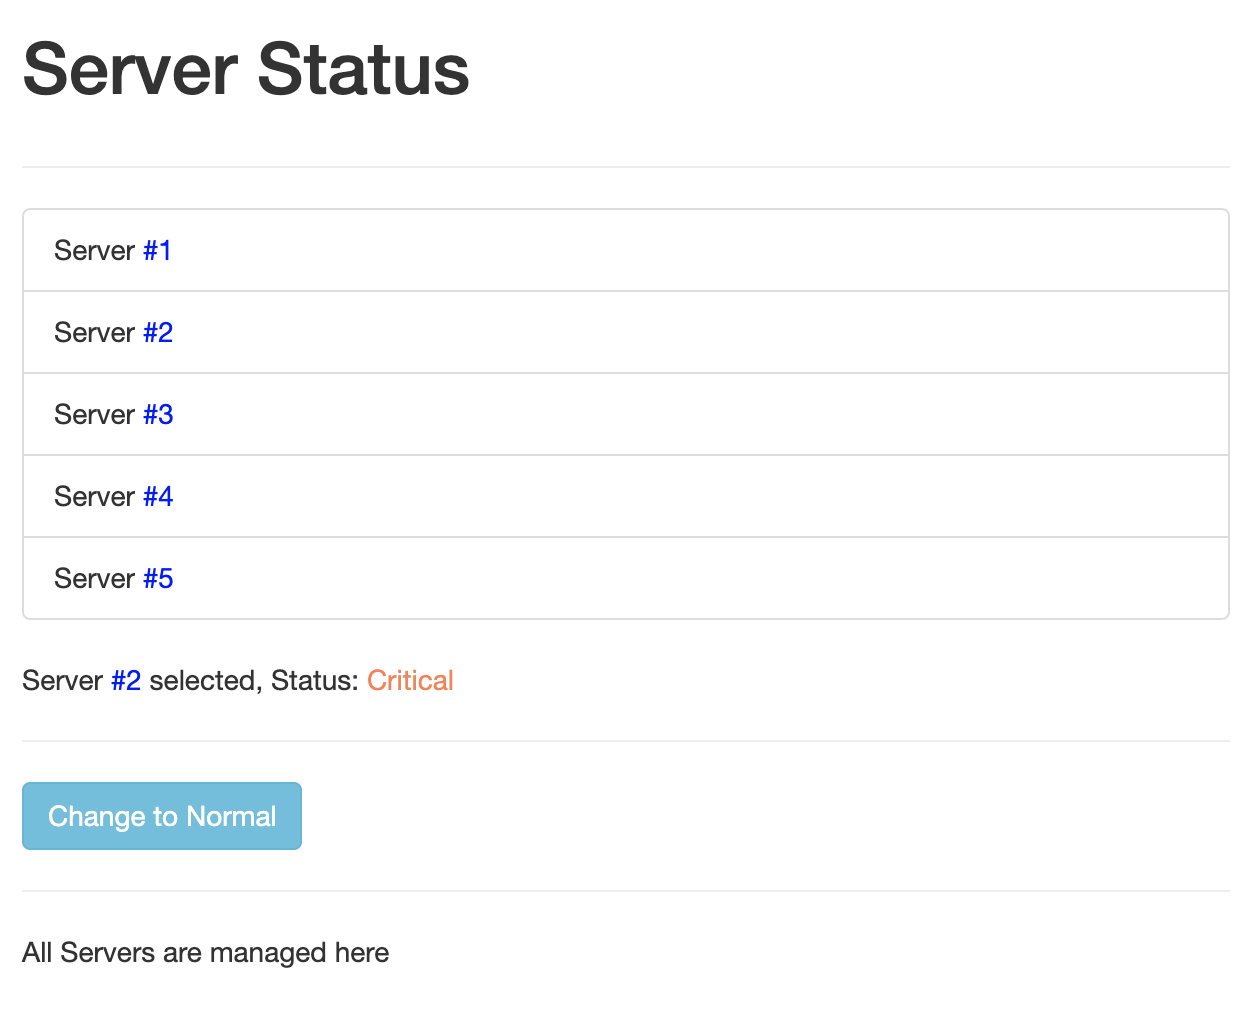 Server Status
Server #1
Server #2
Server #3
Server #4
Server #5
Server #2 selected, Status: Critical
Change to Normal
All Servers are managed here